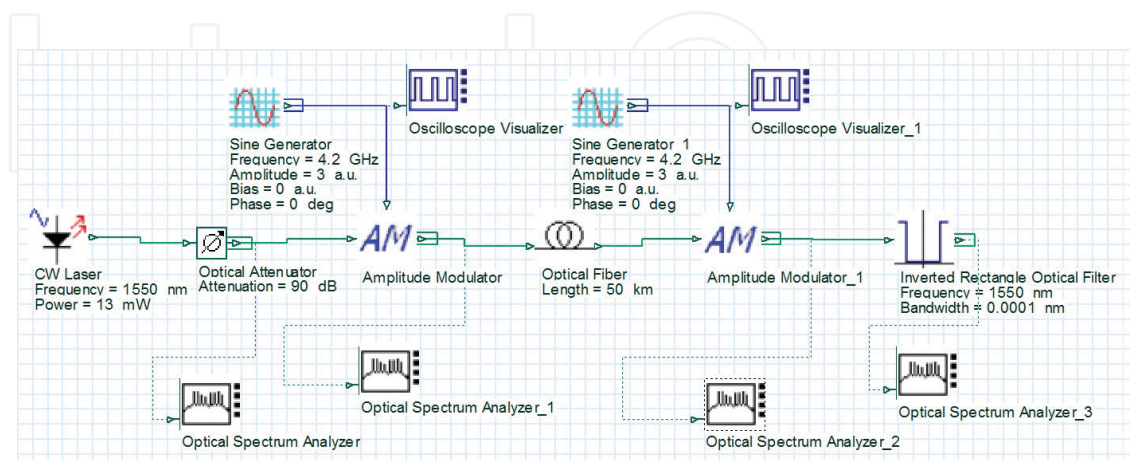 Oscilloscope Visualizer
Oscilloscope Visualizer_1
Sine Generator
Frequency = 4.2 GHz
Amplitude = 3 a.u.
Bias = 0 a.u.
Phase = 0 deg
Sine Generator_1
Frequency = 4.2 GHz
Amplitude = 3 a.u.
Bias = 0 a.u.
Phase = 0 deg
AM
AM
CW Laser
Frequency = 1550 nm
Power = 13 mW
Optical Attenuator
Attenuation = 90 dB
Amplitude Modulator
Optical Fiber
Length = 50 km
Amplitude Modulator_1
Inverted Rectangle Optical Filter
Frequency = 1550 nm
Bandwidth = 0.0001 nm
Optical Spectrum Analyzer
Optical Spectrum Analyzer_1
Optical Spectrum Analyzer_2
Optical Spectrum Analyzer_3